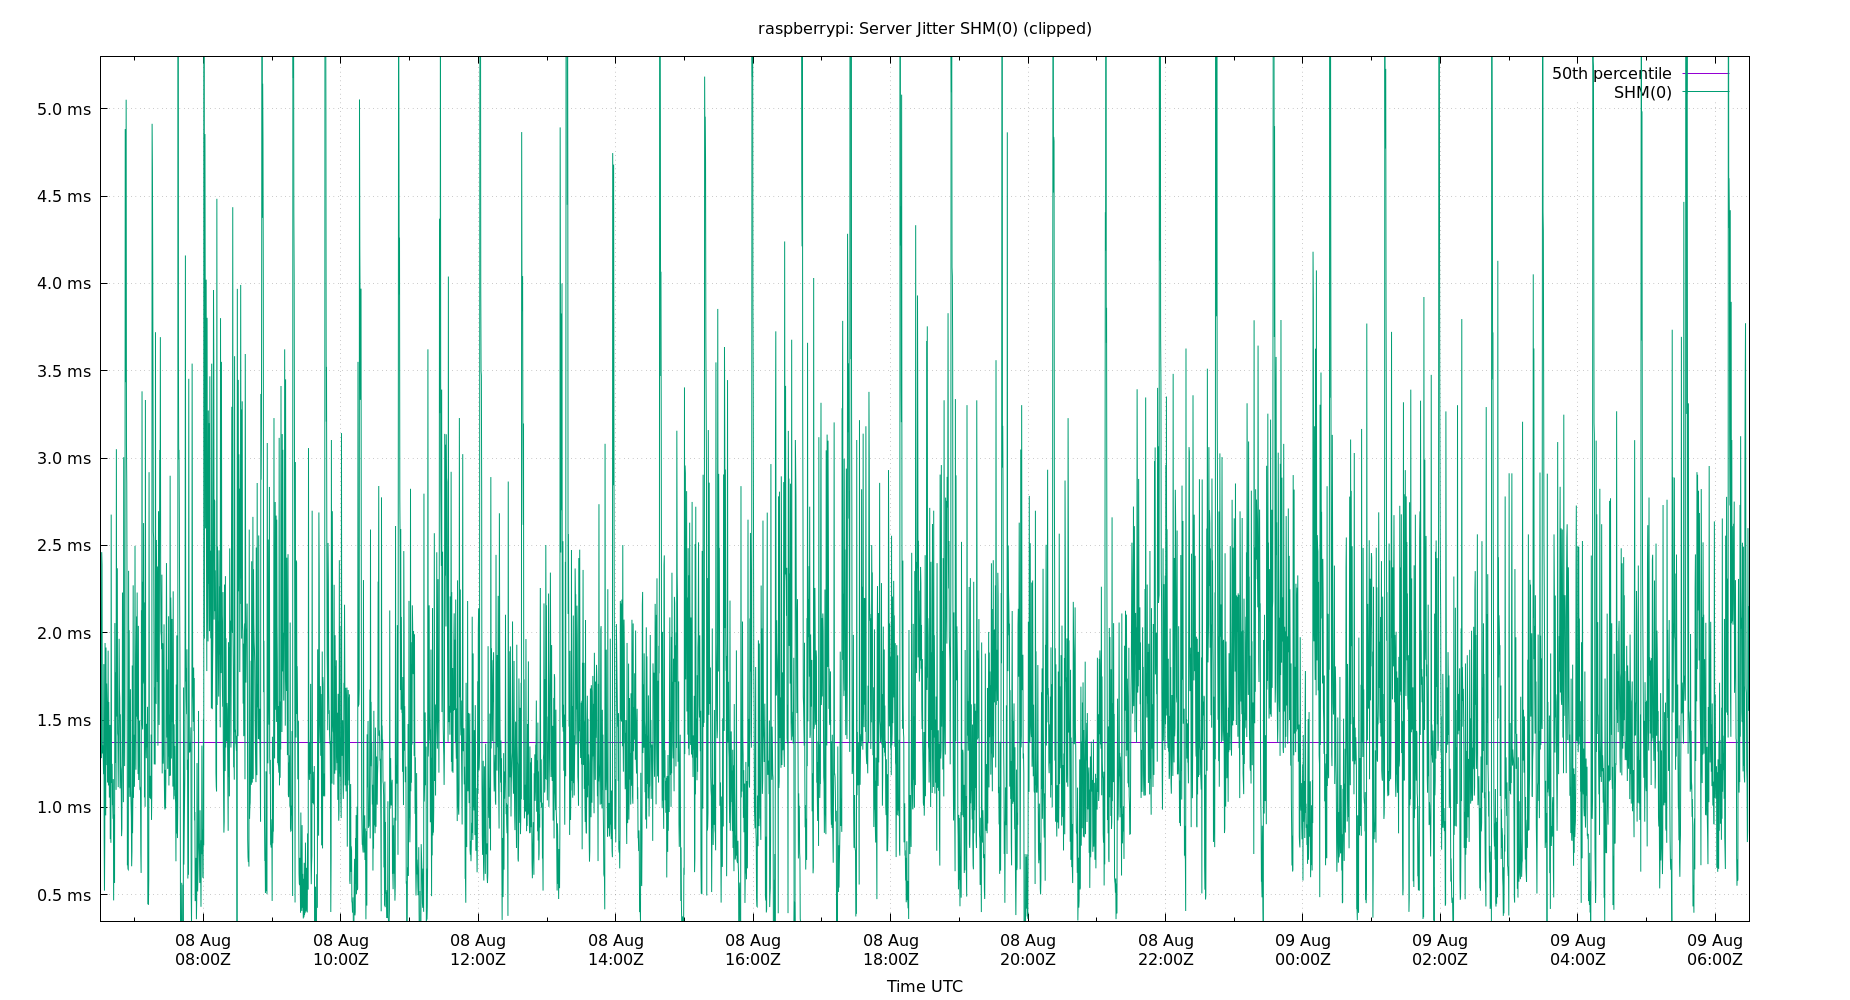 raspberrypi: Server Jitter SHM(0) (clipped)
50th percentile
SHM(0)
5.0 ms
4.5 ms
4.0 ms
3.5 ms
3.0 ms
2.5 ms
2.0 ms
1.5 ms
1.0 ms
0.5 ms
08 Aug 08 Aug 08 Aug 08 Aug 08 Aug 08 Aug 08 Aug 08 Aug 09 Aug 09 Aug 09 Aug 09 Aug
08:00Z 10:00Z 12:00Z 14:00Z 16:00Z 18:00Z 20:00Z 22:00Z 00:00Z 02:00Z 04:00Z 06:00Z
Time UTC